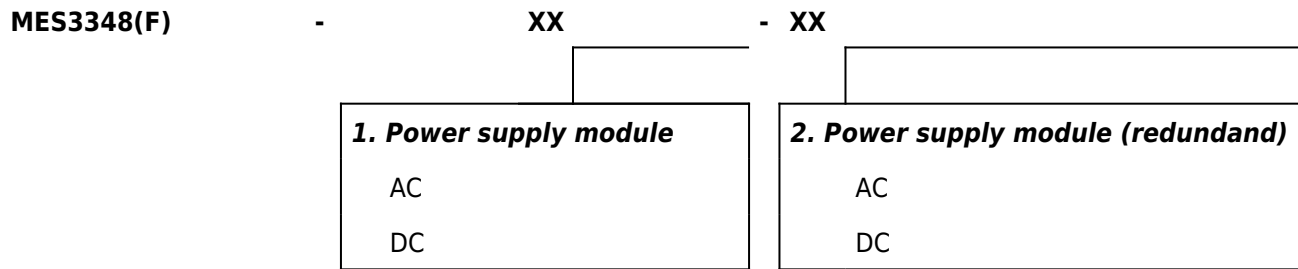 MES3348(F) - XX - XX
1. Power supply module
AC
DC
2. Power supply module (redundand)
AC
DC